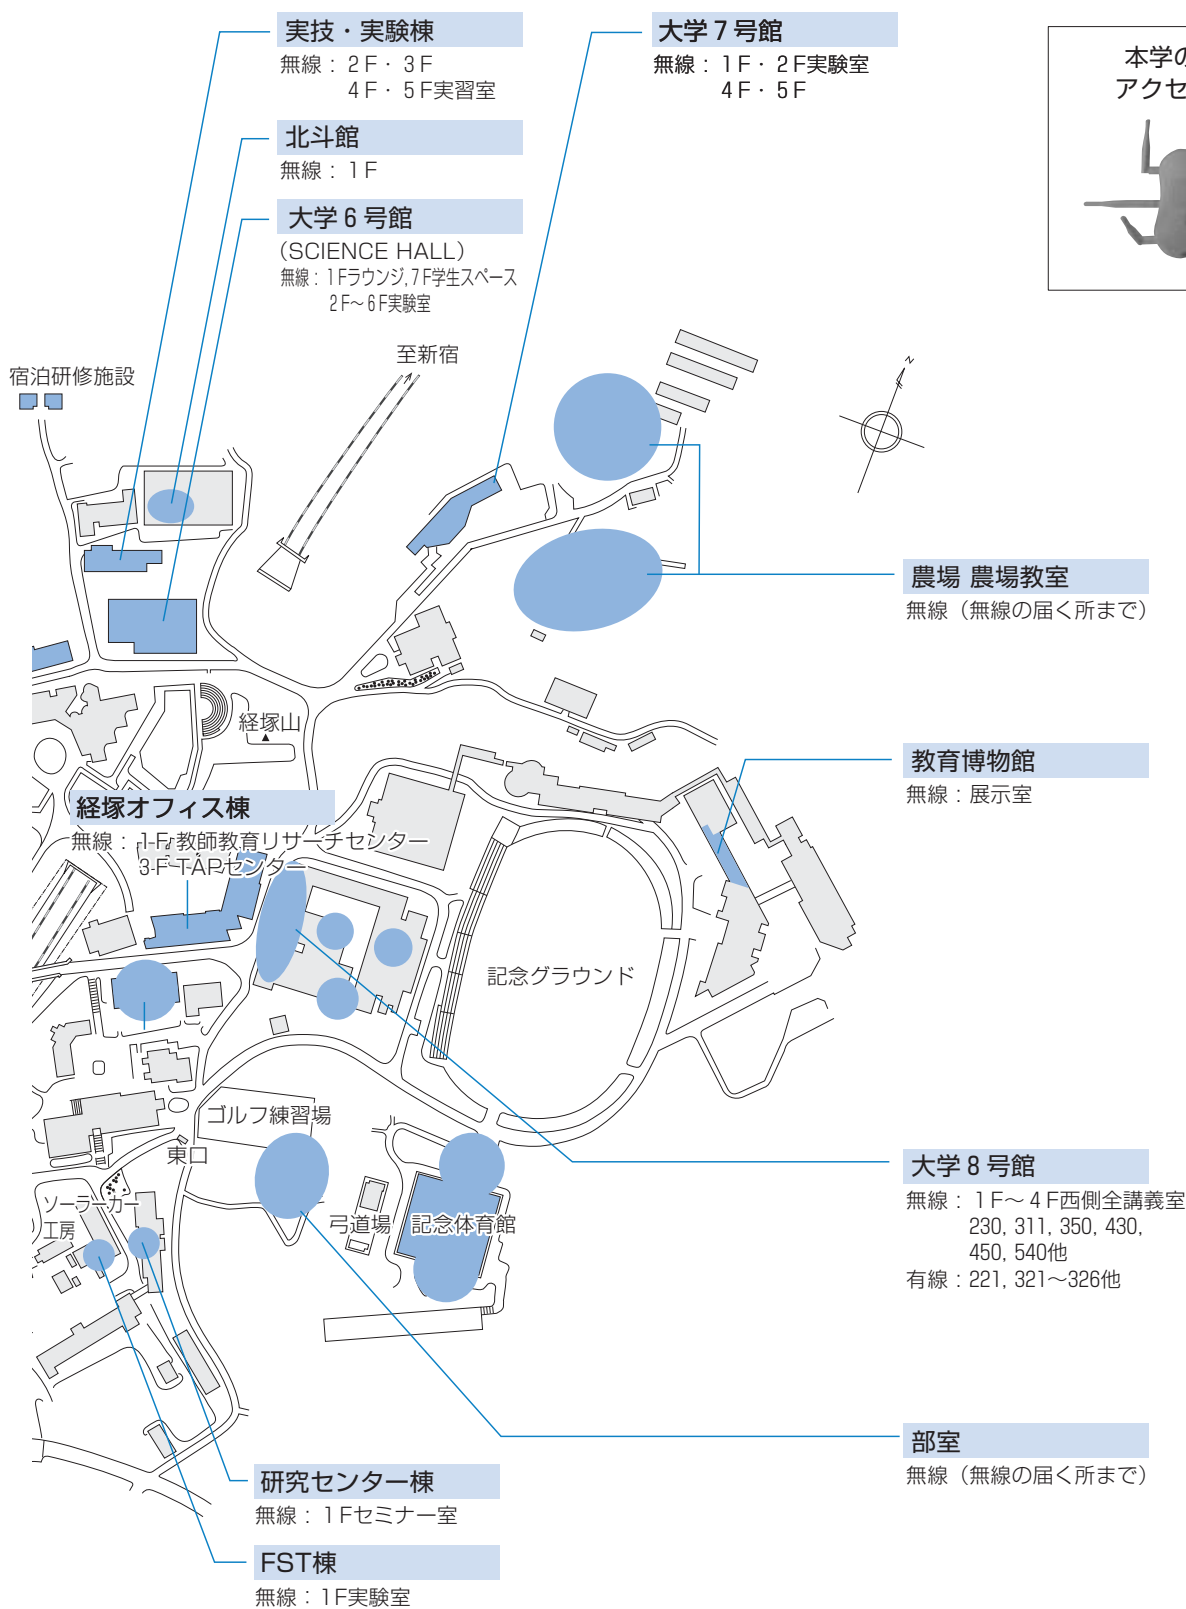 実技・実験棟
無線：２Ｆ・３Ｆ
４Ｆ・５Ｆ実習室
北斗館
無線：１Ｆ
大学６号館
(SCIENCE HALL)
無線：１Ｆラウンジ,７Ｆ学生スペース
２Ｆ〜６Ｆ実験室
大学７号館
無線：１Ｆ・２Ｆ実験室
４Ｆ・５Ｆ
本学の
アクセ
至新宿
宿泊研修施設
N
農場 農場教室
無線（無線の届く所まで）
経塚山
教育博物館
無線：展示室
経塚オフィス棟
無線：１Ｆ 教師教育リサーチセンター
３Ｆ TAPセンター
記念グラウンド
ゴルフ練習場
東口
大学８号館
無線：１Ｆ〜４Ｆ西側全講義室
230, 311, 350, 430,
450, 540他
有線：221, 321〜326他
ソーラーカー
工房
弓道場
記念体育館
部室
無線（無線の届く所まで）
研究センター棟
無線：１Ｆセミナー室
FST棟
無線：１Ｆ実験室